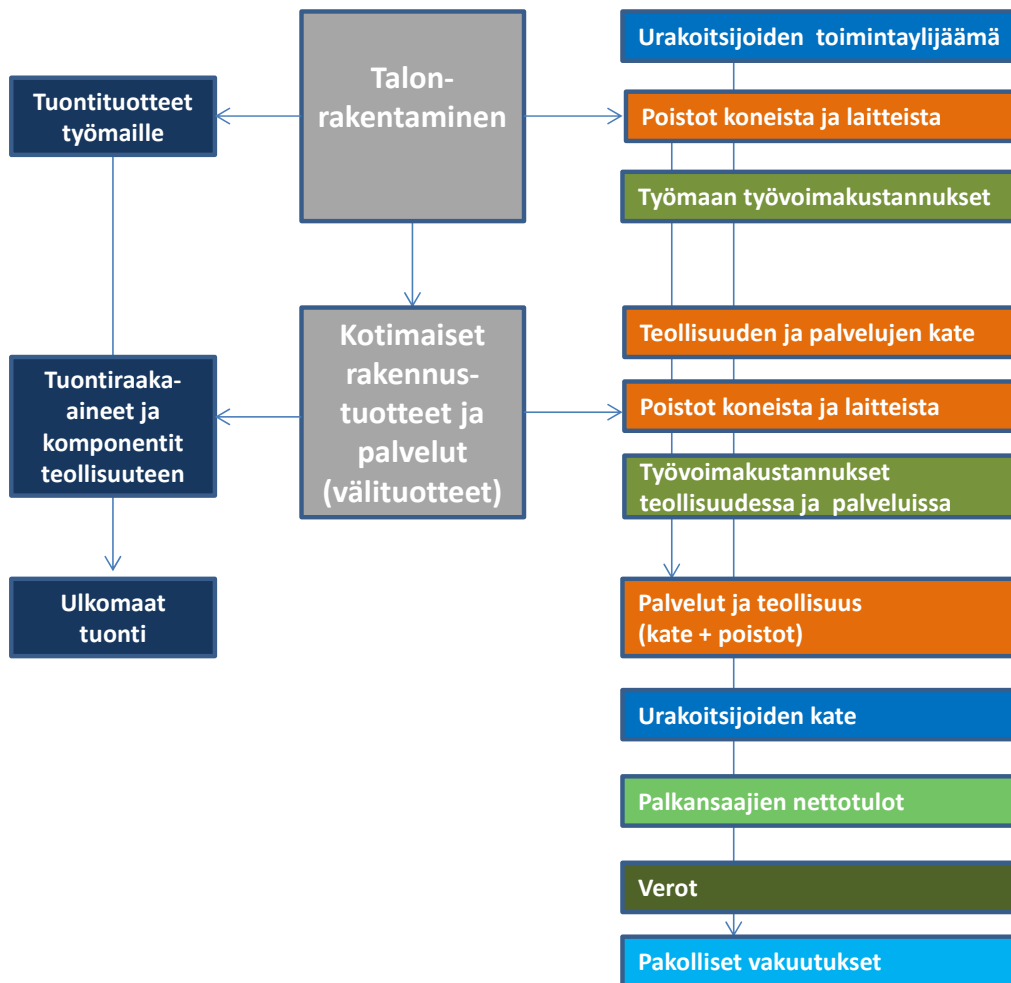 Talon-
rakentaminen
Tuontituotteet
työmaille
Urakoitsijoiden toimintaylijäämä
Poistot koneista ja laitteista
Työmaan työvoimakustannukset
Kotimaiset
rakennus-
tuotteet ja
palvelut
(välituotteet)
Tuontiraaka-
aineet ja
komponentit
teollisuuteen
Teollisuuden ja palvelujen kate
Poistot koneista ja laitteista
Työvoimakustannukset
teollisuudessa ja palveluissa
Ulkomaat
tuonti
Palvelut ja teollisuus
(kate + poistot)
Urakoitsijoiden kate
Palkansaajien nettotulot
Verot
Pakolliset vakuutukset